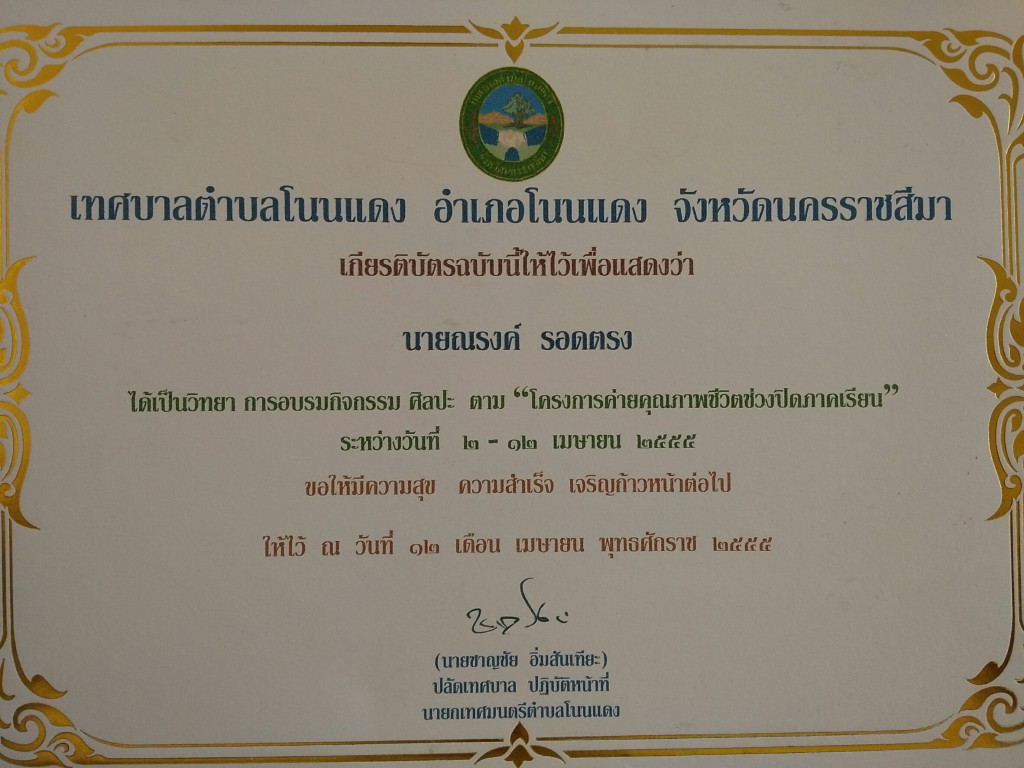 เทศบาลตำบลโนนแดง อำเภอโนนแดง จังหวัดนครราชสีมา
เกียรติบัตรฉบับนี้ให้ไว้เพื่อแสดงว่า
นายณรงค์ รอดตรง
ได้เป็นวิทยา การอบรมกิจกรรม ศิลปะ ตาม “โครงการค่ายคุณภาพชีวิตช่วงปิดภาคเรียน”
ระหว่างวันที่ ๒ - ๑๒ เมษายน ๒๕๕๕
ขอให้มีความสุข ความสำเร็จ เจริญก้าวหน้าต่อไป
ให้ไว้ ณ วันที่ ๑๒ เดือน เมษายน พุทธศักราช ๒๕๕๕
(นายชาญชัย อิ่มสันเทียะ)
ปลัดเทศบาล ปฏิบัติหน้าที่
นายกเทศมนตรีตำบลโนนแดง